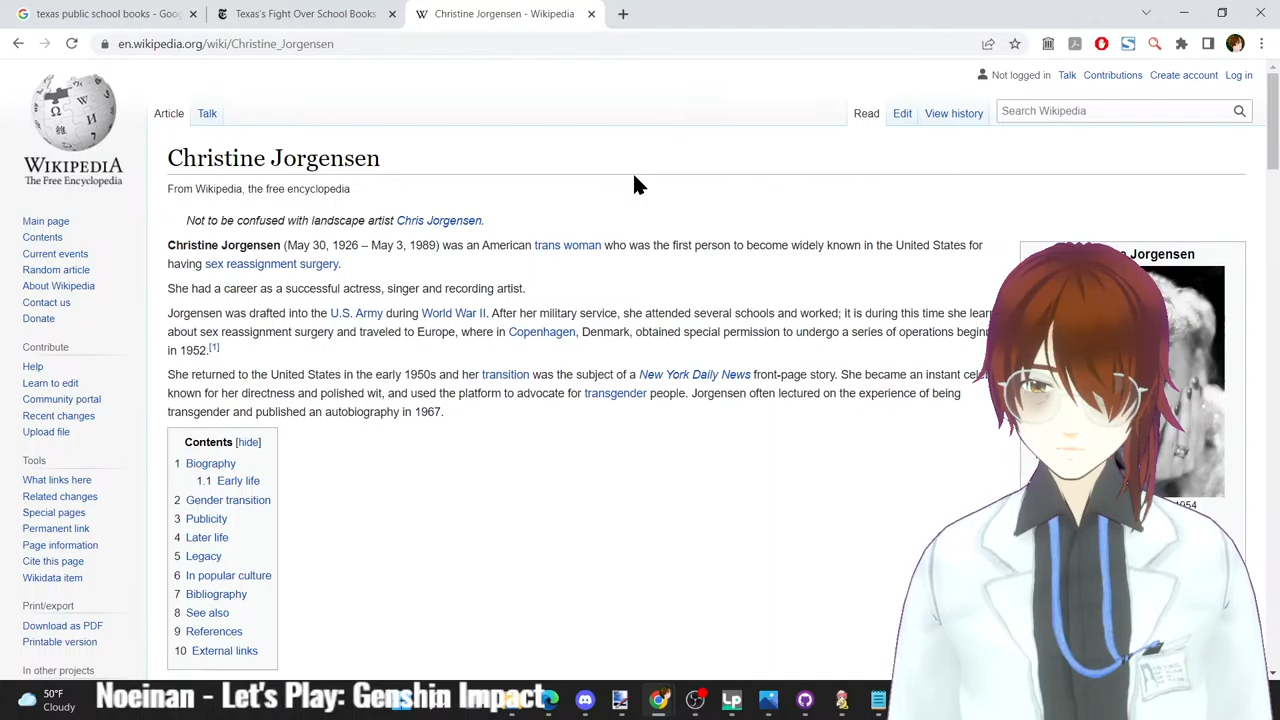 texas public school books - Goo
Texas's Fight Over School Books
Christine Jorgensen - Wikipedia
en.wikipedia.org/wiki/Christine_Jorgensen
Not logged in Talk Contributions Create account Log in
Article Talk Read Edit View history Search Wikipedia
WIKIPEDIA
The Free Encyclopedia
Main page
Contents
Current events
Random article
About Wikipedia
Contact us
Donate
Contribute
Help
Learn to edit
Community portal
Recent changes
Upload file
Tools
What links here
Related changes
Special pages
Permanent link
Page information
Cite this page
Wikidata item
Print/export
Download as PDF
Printable version
In other projects
Christine Jorgensen
From Wikipedia, the free encyclopedia
Not to be confused with landscape artist Chris Jorgensen.
Christine Jorgensen (May 30, 1926 – May 3, 1989) was an American trans woman who was the first person to become widely known in the United States for
having sex reassignment surgery.
She had a career as a successful actress, singer and recording artist.
Jorgensen was drafted into the U.S. Army during World War II. After her military service, she attended several schools and worked; it is during this time she lear
about sex reassignment surgery and traveled to Europe, where in Copenhagen, Denmark, obtained special permission to undergo a series of operations begin
in 1952.[1]
She returned to the United States in the early 1950s and her transition was the subject of a New York Daily News front-page story. She became an instant cele
known for her directness and polished wit, and used the platform to advocate for transgender people. Jorgensen often lectured on the experience of being
transgender and published an autobiography in 1967.
Contents [hide]
1 Biography
1.1 Early life
2 Gender transition
3 Publicity
4 Later life
5 Legacy
6 In popular culture
7 Bibliography
8 See also
9 References
10 External links
Jorgensen
1954
50°F
Cloudy
Noeinan - Let's Play: Genshin Impact